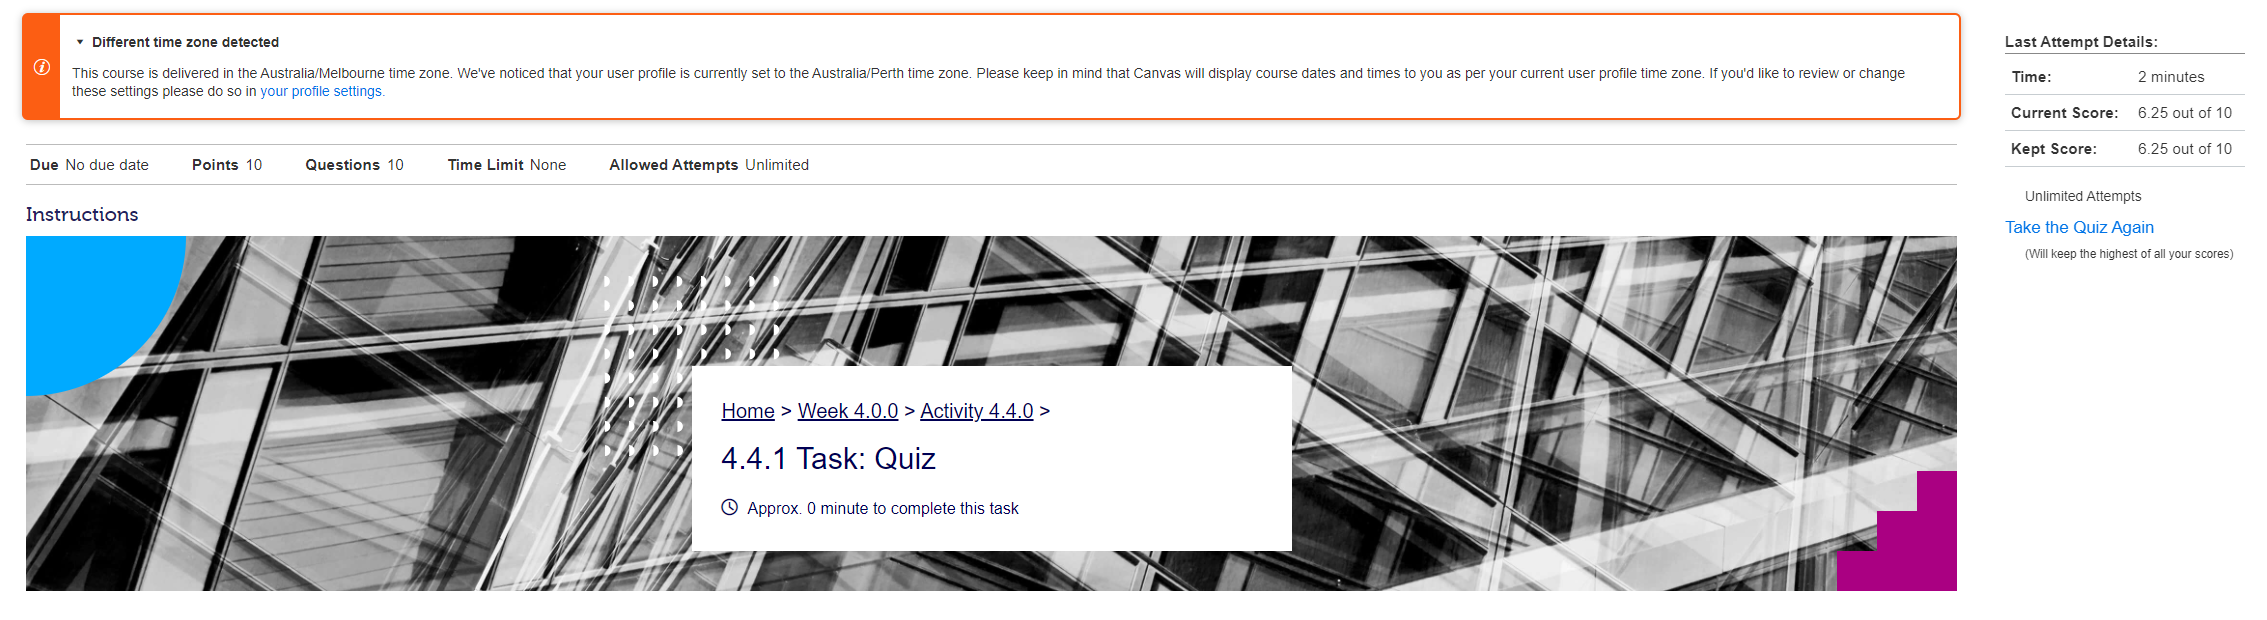 Different time zone detected
This course is delivered in the Australia/Melbourne time zone. We've noticed that your user profile is currently set to the Australia/Perth time zone. Please keep in mind that Canvas will display course dates and times to you as per your current user profile time zone. If you'd like to review or change
these settings please do so in your profile settings.
Due No due date Points 10 Questions 10 Time Limit None Allowed Attempts Unlimited
Instructions
Home > Week 4.0.0 > Activity 4.4.0 >
4.4.1 Task: Quiz
Approx. 0 minute to complete this task
Last Attempt Details:
Time: 2 minutes
Current Score: 6.25 out of 10
Kept Score: 6.25 out of 10
Unlimited Attempts
Take the Quiz Again
(Will keep the highest of all your scores)